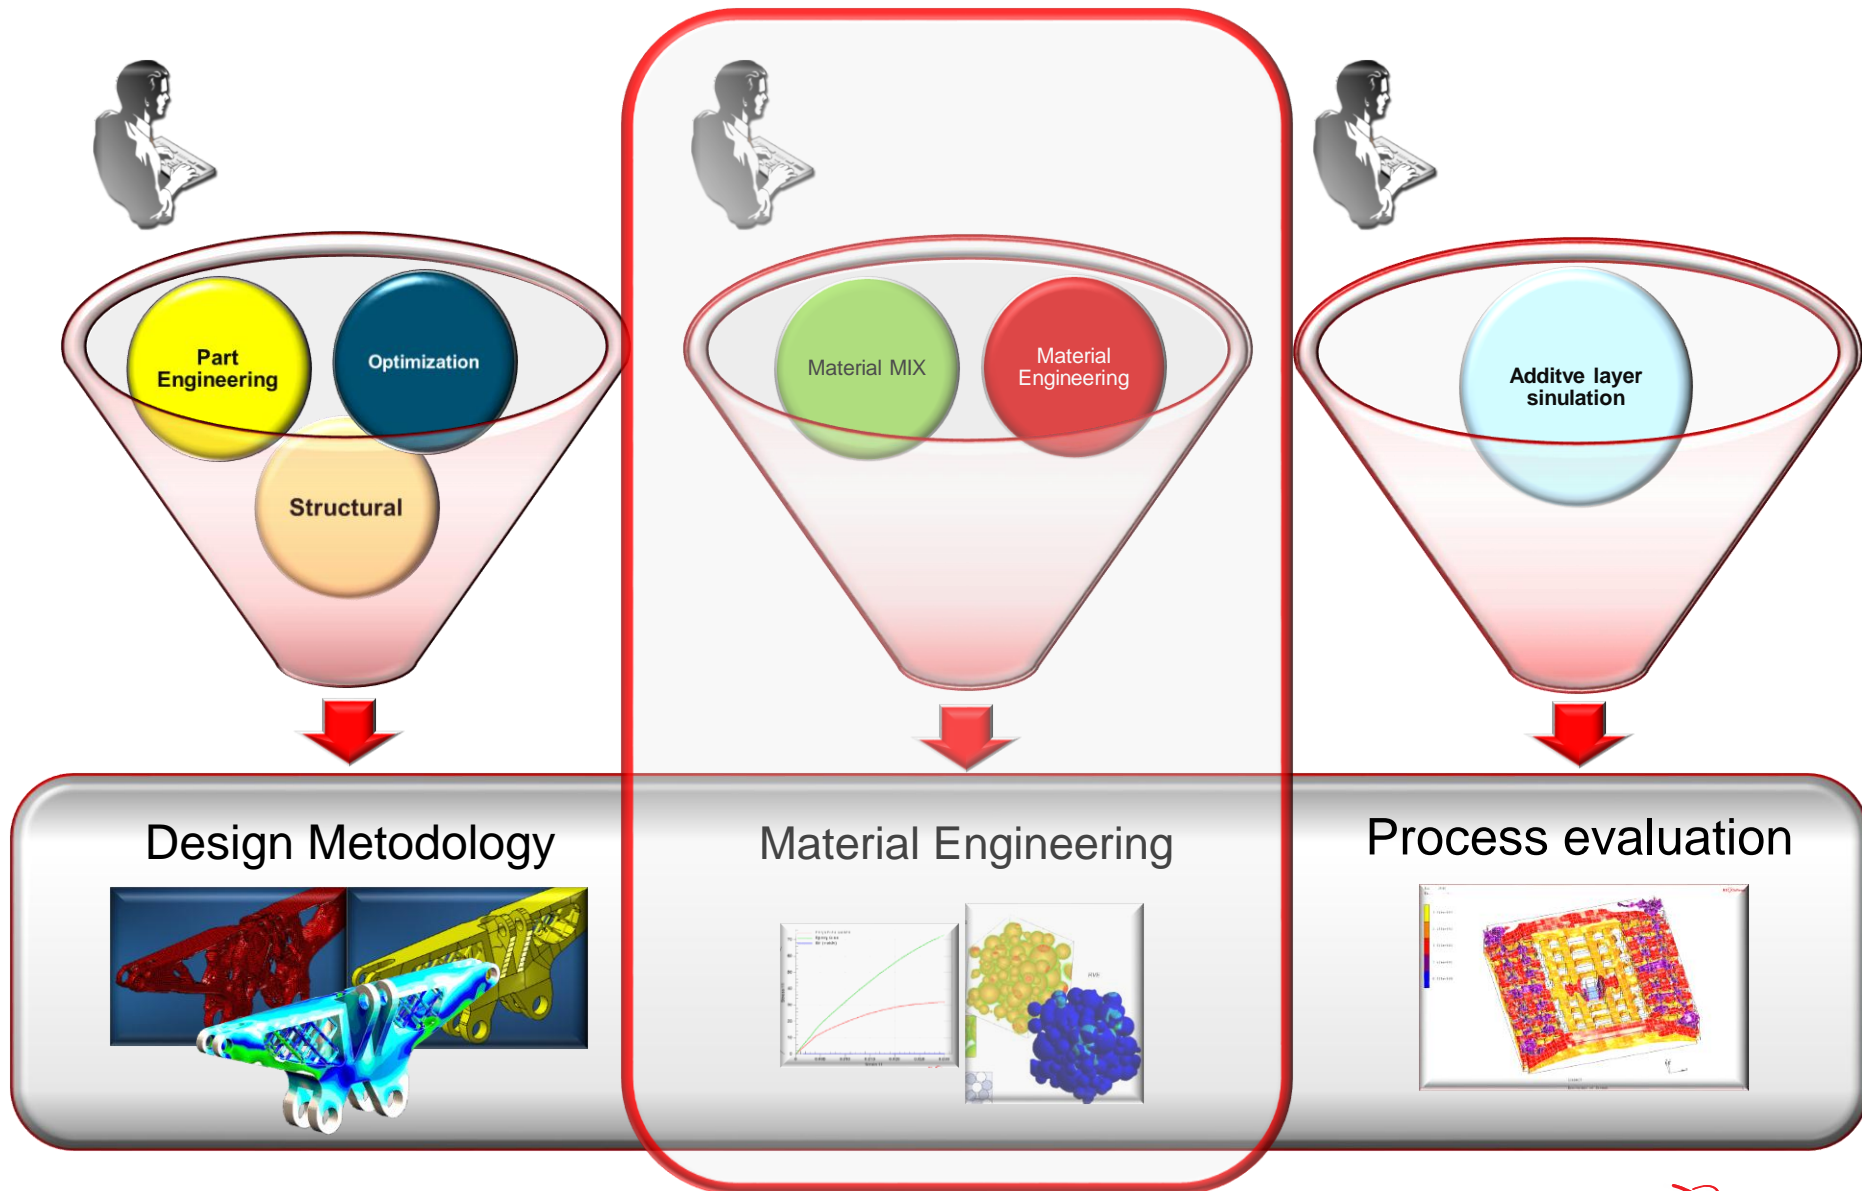 Part
Engineering
Optimization
Structural
Material MIX
Material
Engineering
Additve layer
sinulation
Design Metodology
Material Engineering
Process evaluation